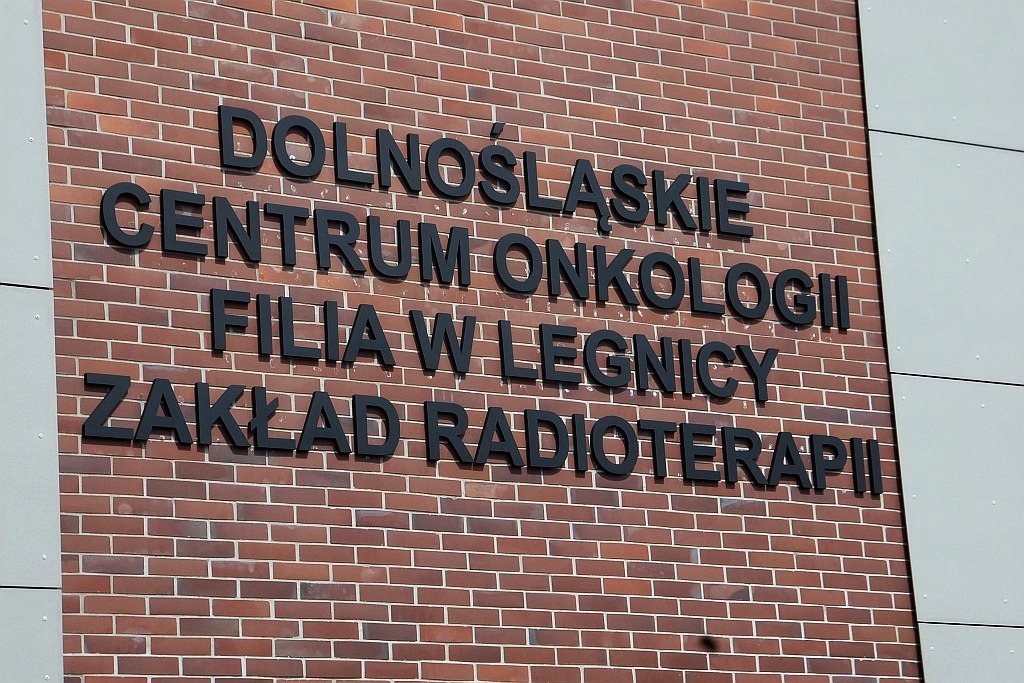 DOLNOŚLĄSKIE
CENTRUM ONKOLOGII
FILIA W LEGNICY
ZAKŁAD RADIOTERAPII